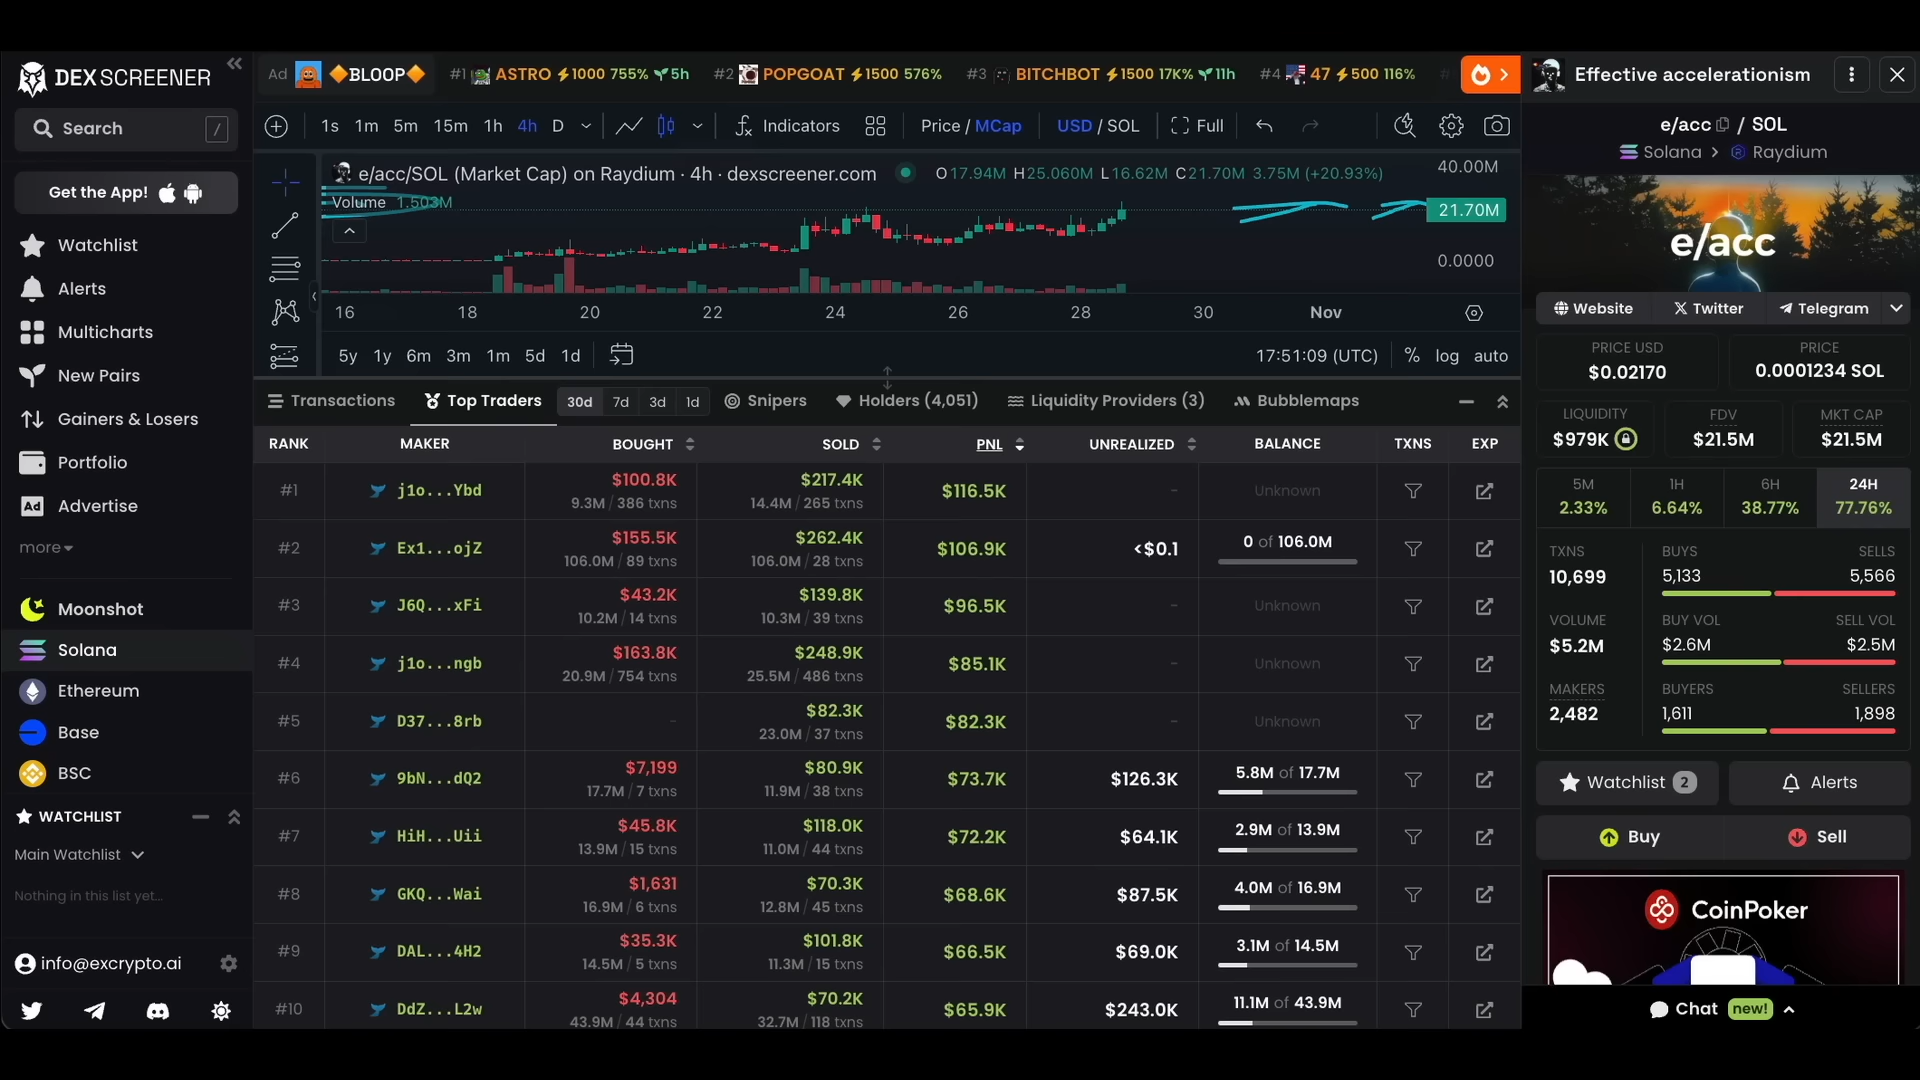 DEX SCREENER
Search /
Get the App!
Watchlist
Alerts
Multicharts
New Pairs
Gainers & Losers
Portfolio
Ad Advertise
more
Moonshot
Solana
Ethereum
Base
BSC
WATCHLIST
Main Watchlist
Nothing in this list yet...
info@excrypto.ai
Ad BLOOP #1 ASTRO 1000 755% 5h #2 POPGOAT 1500 576% #3 BITCHBOT 1500 17K% 11h #4 47 500 116%
1s 1m 5m 15m 1h 4h D Indicators Price / MCap USD / SOL Full
e/acc/SOL (Market Cap) on Raydium · 4h · dexscreener.com O17.94M H25.060M L16.62M C21.70M 3.75M (+20.93%)
Volume 1.503M
40.00M
21.70M
0.0000
16 18 20 22 24 26 28 30 Nov
5y 1y 6m 3m 1m 5d 1d 17:51:09 (UTC) % log auto
Transactions Top Traders 30d 7d 3d 1d Snipers Holders (4,051) Liquidity Providers (3) Bubblemaps
RANK MAKER BOUGHT SOLD PNL UNREALIZED BALANCE TXNS EXP
#1 j1o...Ybd $100.8K $217.4K $116.5K - Unknown
9.3M / 386 txns 14.4M / 265 txns
#2 Ex1...ojZ $155.5K $262.4K $106.9K <$0.1 0 of 106.0M
106.0M / 89 txns 106.0M / 28 txns
#3 J6Q...xFi $43.2K $139.8K $96.5K - Unknown
10.2M / 14 txns 10.3M / 39 txns
#4 j1o...ngb $163.8K $248.9K $85.1K - Unknown
20.9M / 754 txns 25.5M / 486 txns
#5 D37...8rb - $82.3K $82.3K - Unknown
23.0M / 37 txns
#6 9bN...dQ2 $7,199 $80.9K $73.7K $126.3K 5.8M of 17.7M
17.7M / 7 txns 11.9M / 38 txns
#7 HiH...Uii $45.8K $118.0K $72.2K $64.1K 2.9M of 13.9M
13.9M / 15 txns 11.0M / 44 txns
#8 GKQ...Wai $1,631 $70.3K $68.6K $87.5K 4.0M of 16.9M
16.9M / 6 txns 12.8M / 45 txns
#9 DAL...4H2 $35.3K $101.8K $66.5K $69.0K 3.1M of 14.5M
14.5M / 5 txns 11.3M / 15 txns
#10 DdZ...L2w $4,304 $70.2K $65.9K $243.0K 11.1M of 43.9M
43.9M / 44 txns 32.7M / 118 txns
Effective accelerationism
e/acc / SOL
Solana > Raydium
e/acc
Website Twitter Telegram
PRICE USD PRICE
$0.02170 0.0001234 SOL
LIQUIDITY FDV MKT CAP
$979K $21.5M $21.5M
5M 1H 6H 24H
2.33% 6.64% 38.77% 77.76%
TXNS BUYS SELLS
10,699 5,133 5,566
VOLUME BUY VOL SELL VOL
$5.2M $2.6M $2.5M
MAKERS BUYERS SELLERS
2,482 1,611 1,898
Watchlist 2 Alerts
Buy Sell
CoinPoker
Chat new!